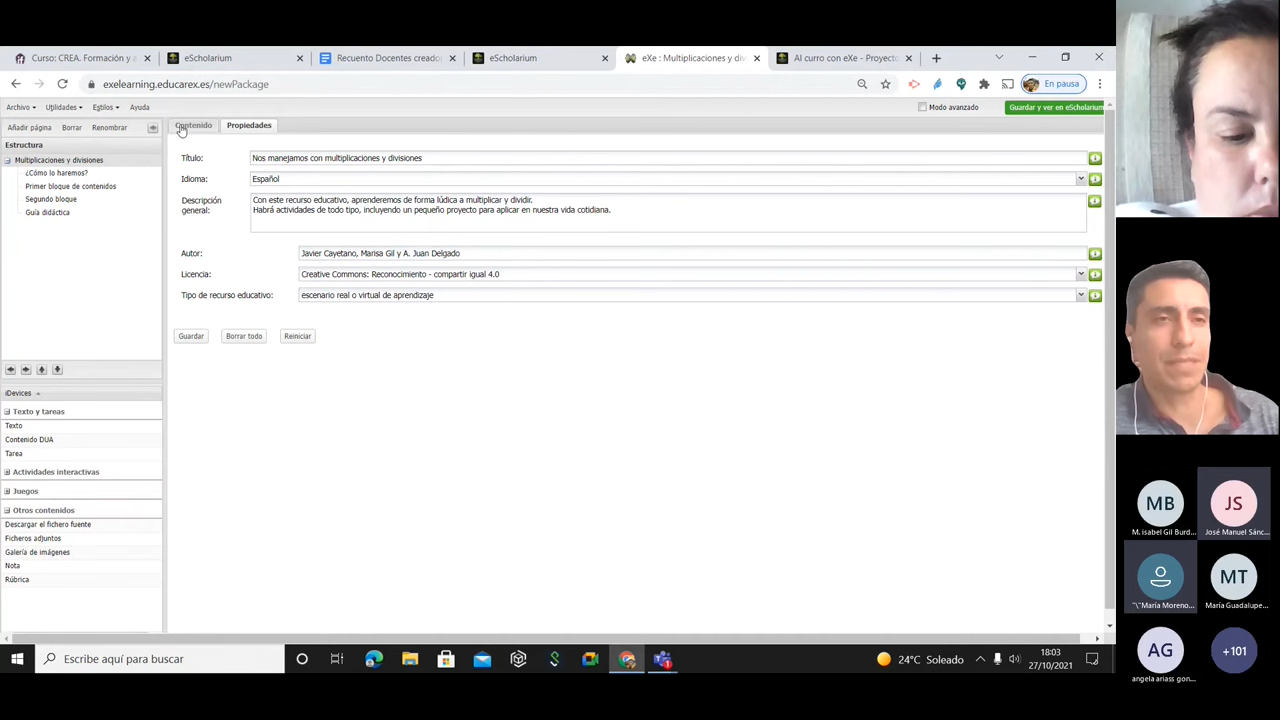 Curso: CREA. Formación y a
eScholarium
Recuento Docentes creado
eScholarium
eXe : Multiplicaciones y div
Al curro con eXe - Proyecto
exelearning.educarex.es/newPackage
En pausa
Archivo
Utilidades
Estilos
Ayuda
Modo avanzado
Guardar y ver en eScholarium
Añadir página
Borrar
Renombrar
Contenido
Propiedades
Estructura
Multiplicaciones y divisiones
¿Cómo lo haremos?
Primer bloque de contenidos
Segundo bloque
Guía didáctica
Título:
Nos manejamos con multiplicaciones y divisiones
Idioma:
Español
Descripción
general:
Con este recurso educativo, aprenderemos de forma lúdica a multiplicar y dividir.
Habrá actividades de todo tipo, incluyendo un pequeño proyecto para aplicar en nuestra vida cotidiana.
Autor:
Javier Cayetano, Marisa Gil y A. Juan Delgado
Licencia:
Creative Commons: Reconocimiento - compartir igual 4.0
Tipo de recurso educativo:
escenario real o virtual de aprendizaje
Guardar
Borrar todo
Reiniciar
iDevices
Texto y tareas
Texto
Contenido DUA
Tarea
Actividades interactivas
Juegos
Otros contenidos
Descargar el fichero fuente
Ficheros adjuntos
Galería de imágenes
Nota
Rúbrica
MB
M. isabel Gil Burd...
JS
José Manuel Sánc...
"\"María Moreno...
MT
María Guadalupe...
AG
angela ariass gon...
+101
Escribe aquí para buscar
24°C Soleado
18:03
27/10/2021